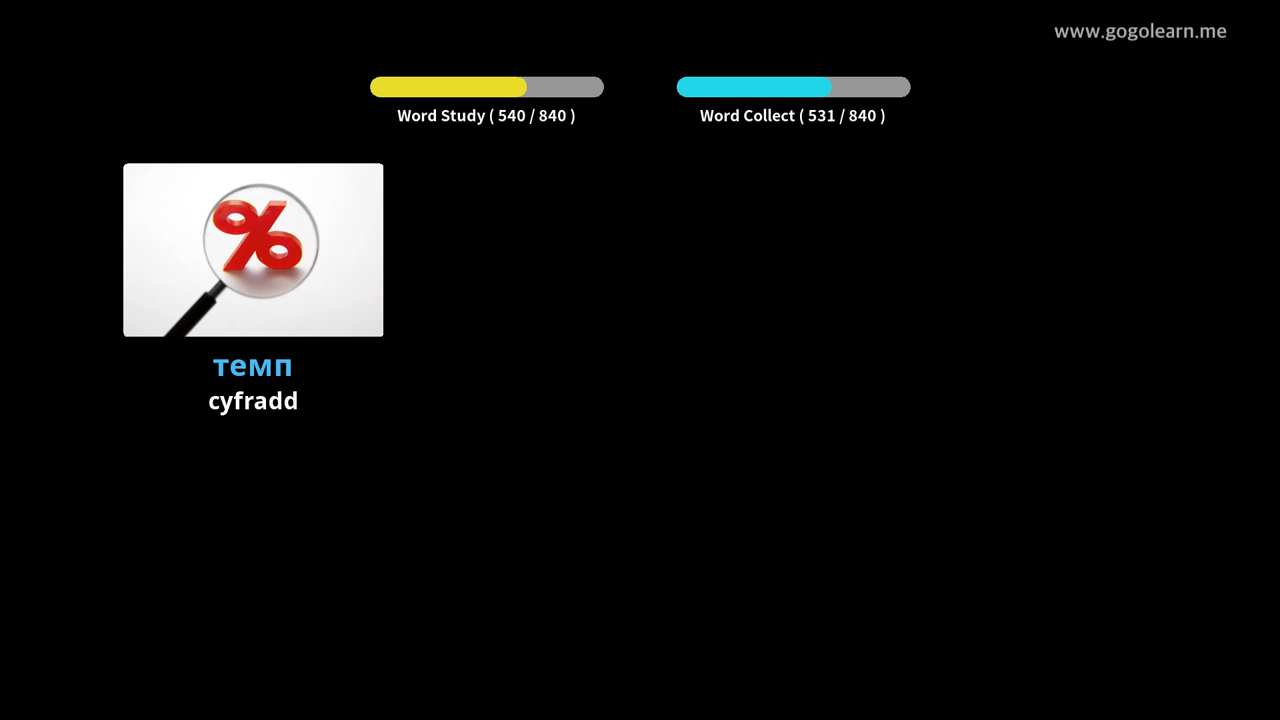 www.gogolearn.me
Word Study ( 540 / 840 )
Word Collect ( 531 / 840 )
%
темп
cyfradd